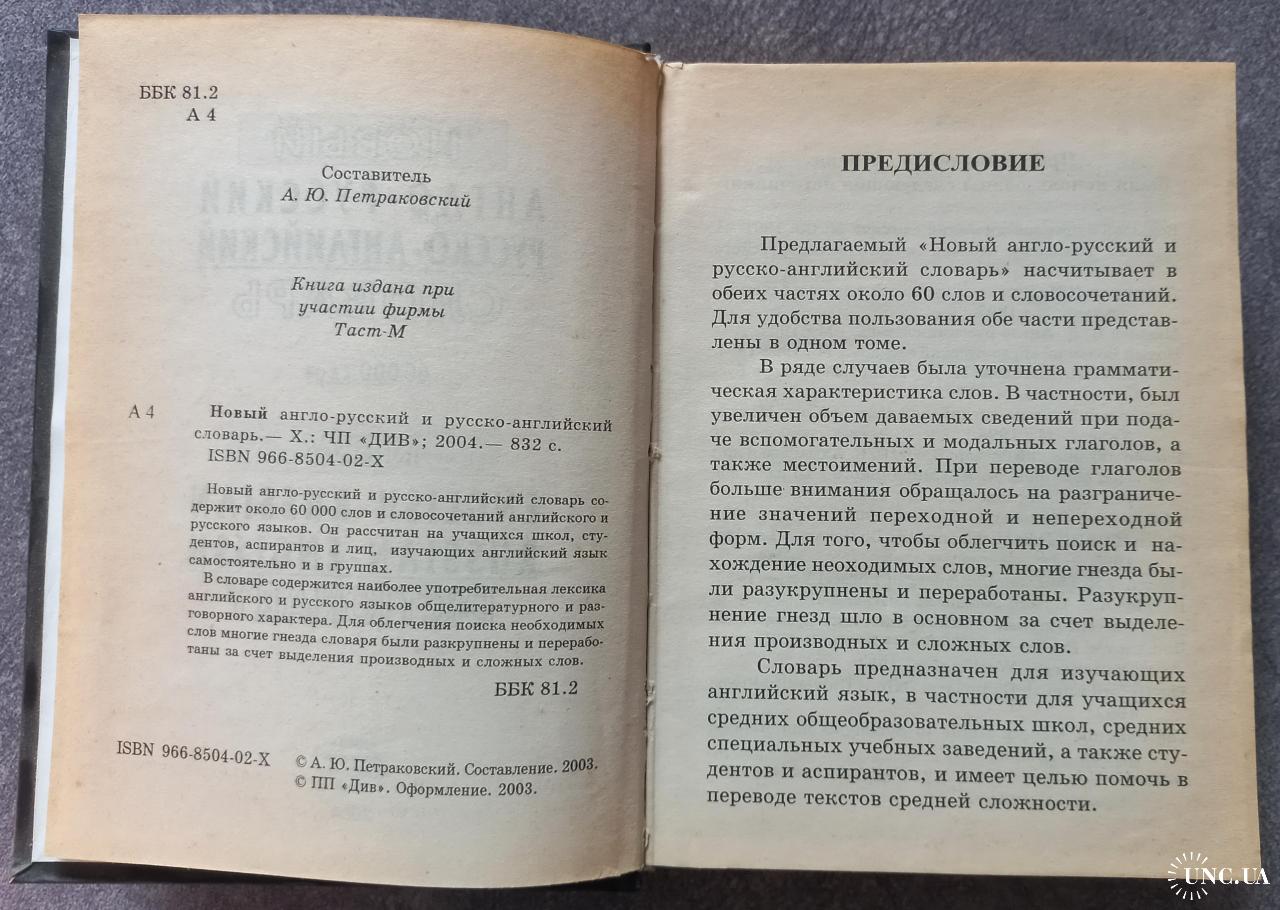 ББК 81.2
А 4
Составитель
А. Ю. Петраковский
Книга издана при
участии фирмы
Таст-М
А 4
Новый англо-русский и русско-английский
словарь.— Х.: ЧП «ДИВ»; 2004.— 832 с.
ISBN 966-8504-02-X
Новый англо-русский и русско-английский словарь со-
держит около 60 000 слов и словосочетаний английского и
русского языков. Он рассчитан на учащихся школ, сту-
дентов, аспирантов и лиц, изучающих английский язык
самостоятельно и в группах.
В словаре содержится наиболее употребительная лексика
английского и русского языков общелитературного и раз-
говорного характера. Для облегчения поиска необходимых
слов многие гнезда словаря были разкрупнены и перерабо-
таны за счет выделения производных и сложных слов.
ББК 81.2
ISBN 966-8504-02-X
© А. Ю. Петраковский. Составление. 2003.
© ПП «Див». Оформление. 2003.
ПРЕДИСЛОВИЕ
Предлагаемый «Новый англо-русский и
русско-английский словарь» насчитывает в
обеих частях около 60 слов и словосочетаний.
Для удобства пользования обе части представ-
лены в одном томе.
В ряде случаев была уточнена граммати-
ческая характеристика слов. В частности, был
увеличен объем даваемых сведений при пода-
че вспомогательных и модальных глаголов, а
также местоимений. При переводе глаголов
больше внимания обращалось на разграниче-
ние значений переходной и непереходной
форм. Для того, чтобы облегчить поиск и на-
хождение неоходимых слов, многие гнезда бы-
ли разукрупнены и переработаны. Разукруп-
нение гнезд шло в основном за счет выделе-
ния производных и сложных слов.
Словарь предназначен для изучающих
английский язык, в частности для учащихся
средних общеобразовательных школ, средних
специальных учебных заведений, а также сту-
дентов и аспирантов, и имеет целью помочь в
переводе текстов средней сложности.
UNC.UA